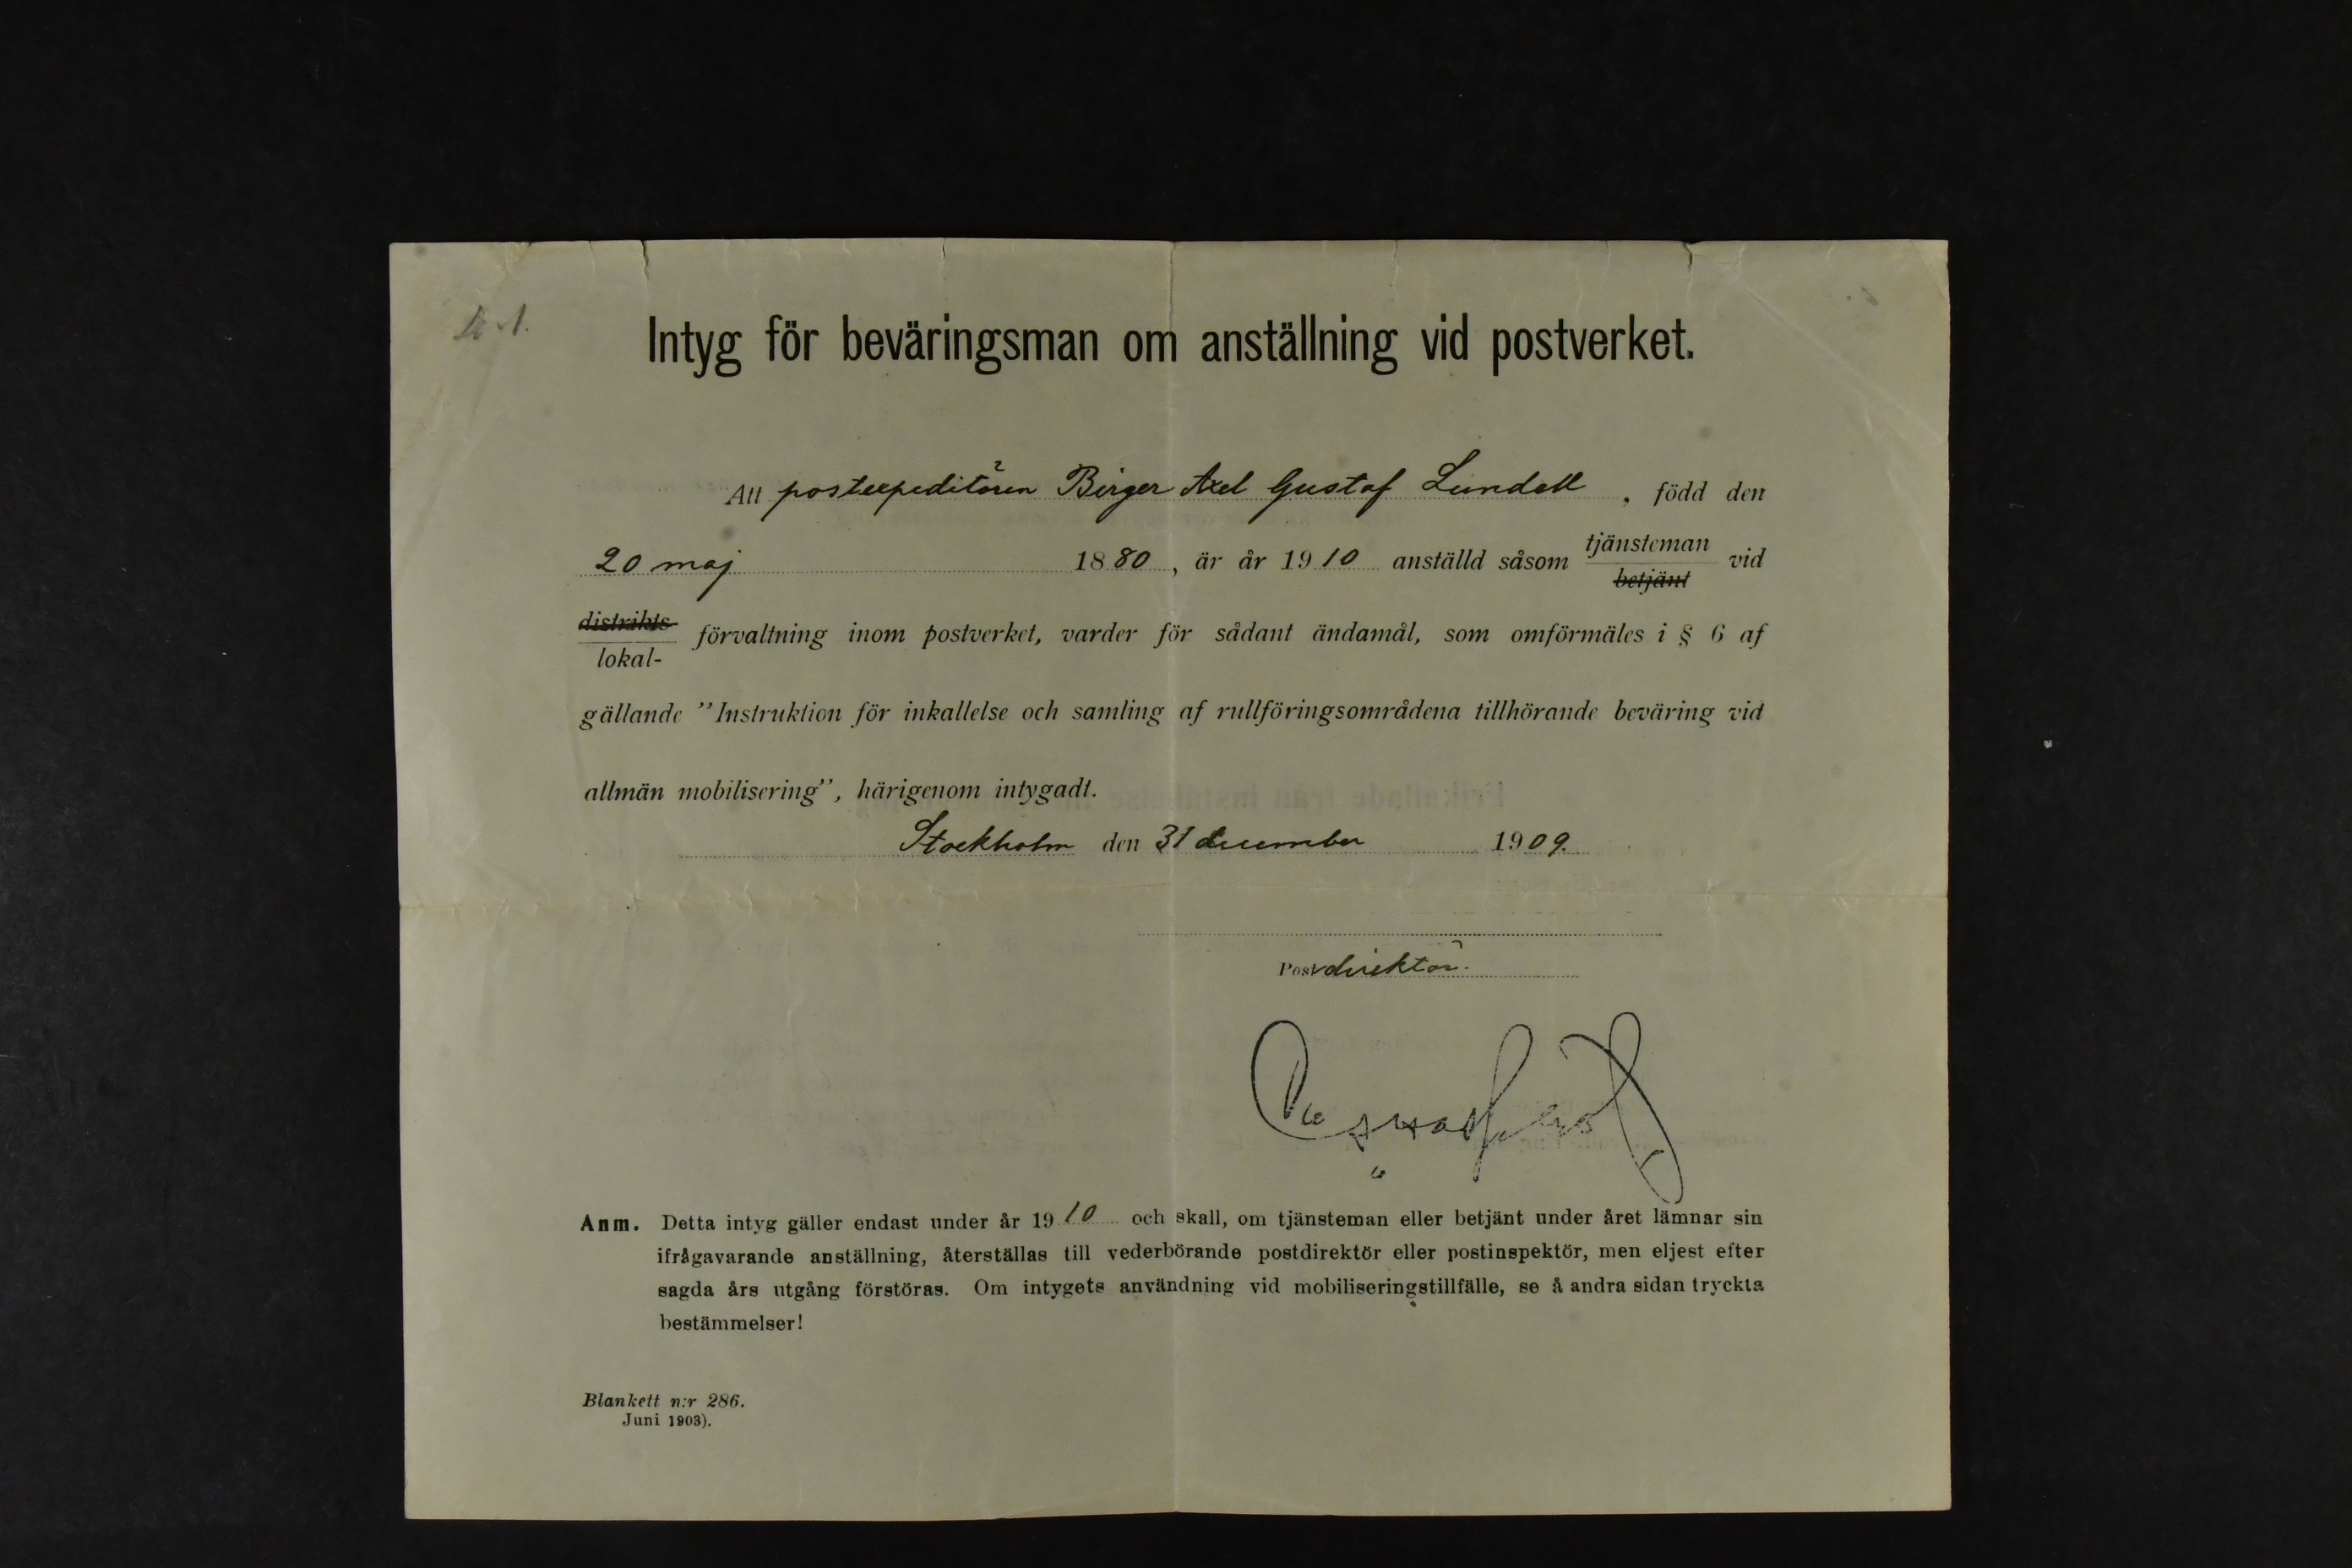 Intyg för beväringsman om anställning vid postverket.
Att postexpeditören Birger Axel Gustaf Lundell, född den
20 maj 1880, är år 1910 anställd såsom tjänsteman betjänt vid
distrikts- lokal- förvaltning inom postverket, varder för sådant ändamål, som omförmäles i § 6 af
gällande "Instruktion för inkallelse och samling af rullföringsområdena tillhörande beväring vid
allmän mobilisering", härigenom intygadt.
Stockholm den 31 december 1909.
Postdirektör.
Anm. Detta intyg gäller endast under år 1910 och skall, om tjänsteman eller betjänt under året lämnar sin
ifrågavarande anställning, återställas till vederbörande postdirektör eller postinspektör, men eljest efter
sagda års utgång förstöras. Om intygets användning vid mobiliseringstillfälle, se å andra sidan tryckta
bestämmelser!
Blankett n:r 286.
Juni 1903).